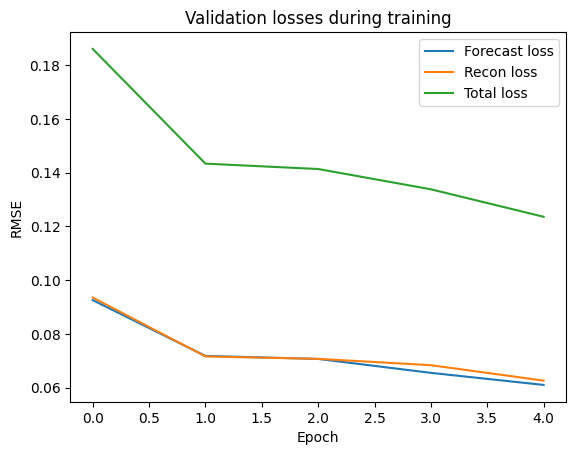 Validation losses during training
Forecast loss
Recon loss
Total loss
0.18
0.16
0.14
0.12
0.10
0.08
0.06
RMSE
0.0
0.5
1.0
1.5
2.0
2.5
3.0
3.5
4.0
Epoch